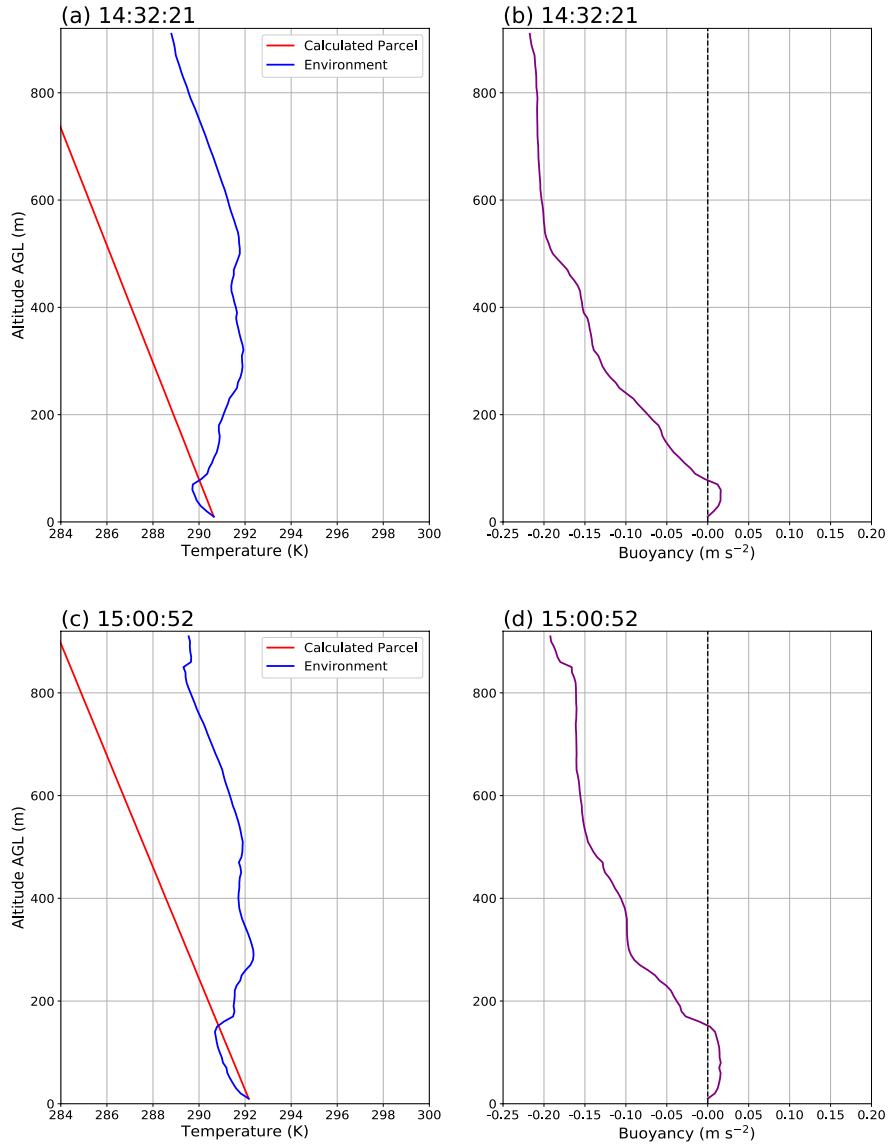 (a) 14:32:21
Calculated Parcel
Environment
Altitude AGL (m)
800
600
400
200
0
284 286 288 290 292 294 296 298 300
Temperature (K)
(b) 14:32:21
800
600
400
200
0
-0.25 -0.20 -0.15 -0.10 -0.05 -0.00 0.05 0.10 0.15 0.20
Buoyancy (m s⁻²)
(c) 15:00:52
Calculated Parcel
Environment
Altitude AGL (m)
800
600
400
200
0
284 286 288 290 292 294 296 298 300
Temperature (K)
(d) 15:00:52
800
600
400
200
0
-0.25 -0.20 -0.15 -0.10 -0.05 -0.00 0.05 0.10 0.15 0.20
Buoyancy (m s⁻²)